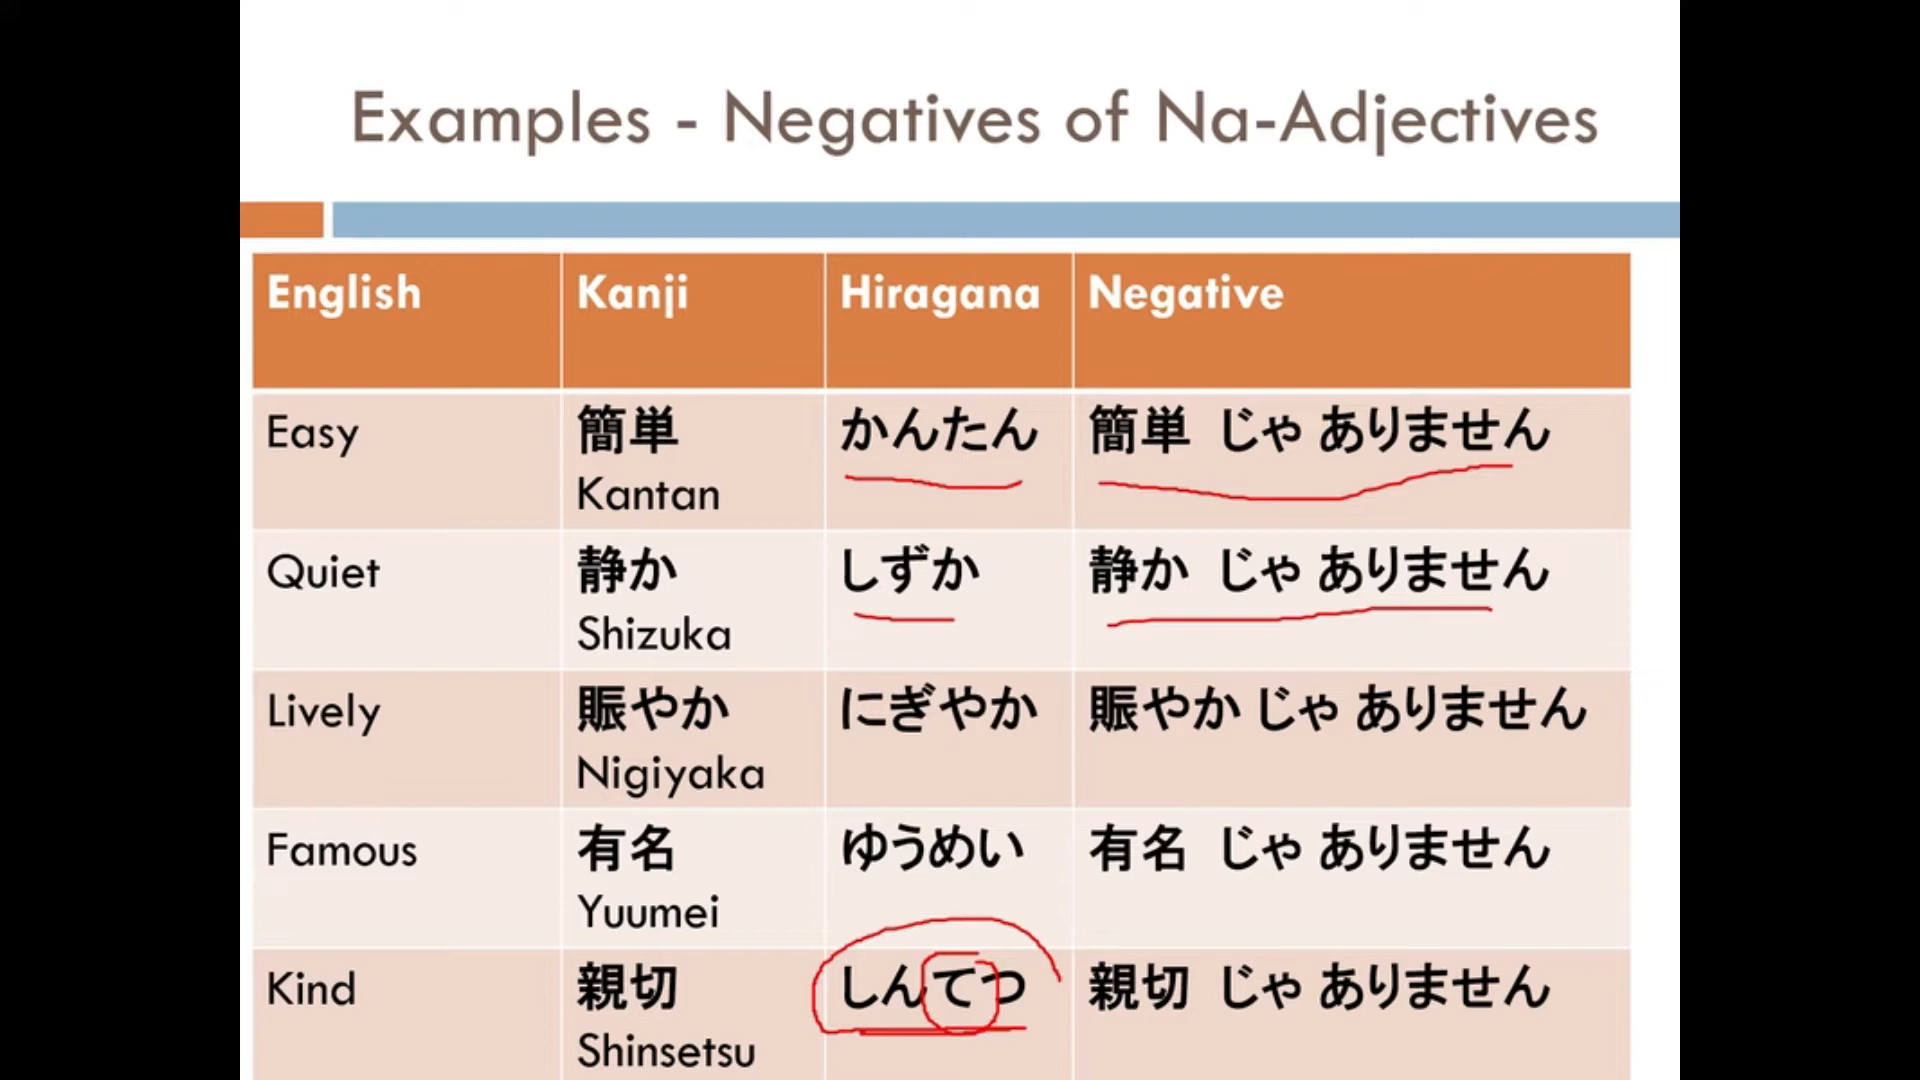 Examples - Negatives of Na-Adjectives
English Kanji Hiragana Negative
Easy 簡単 かんたん 簡単 じゃ ありません
Kantan
Quiet 静か しずか 静か じゃ ありません
Shizuka
Lively 賑やか にぎやか 賑やか じゃ ありません
Nigiyaka
Famous 有名 ゆうめい 有名 じゃ ありません
Yuumei
Kind 親切 しんてつ 親切 じゃ ありません
Shinsetsu